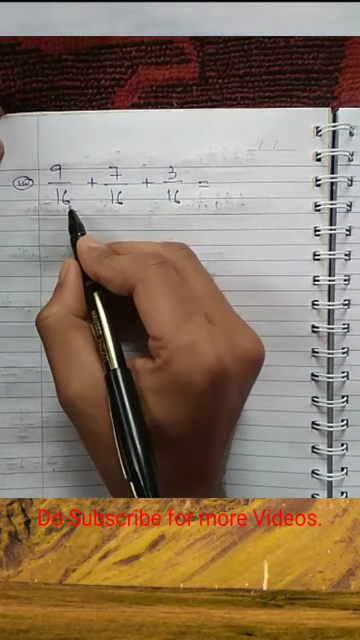 9/16 + 7/16 + 3/16 =
Do Subscribe for more Videos.